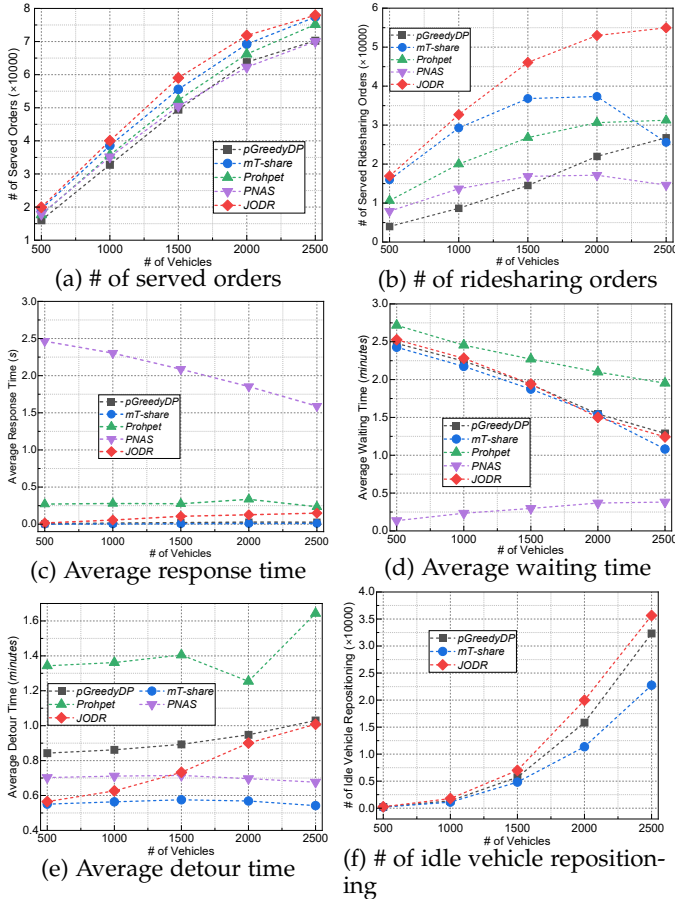 8
7
6
5
4
3
2
1
# of Served Orders (×10000)
pGreedyDP
mT-share
Prohpet
PNAS
JODR
500 1000 1500 2000 2500
# of Vehicles
(a) # of served orders
6
5
4
3
2
1
0
# of Served Ridesharing Orders (×10000)
pGreedyDP
mT-share
Prohpet
PNAS
JODR
500 1000 1500 2000 2500
# of Vehicles
(b) # of ridesharing orders
3.0
2.5
2.0
1.5
1.0
0.5
0.0
Average Response Time (s)
pGreedyDP
mT-share
Prohpet
PNAS
JODR
500 1000 1500 2000 2500
# of Vehicles
(c) Average response time
3.0
2.5
2.0
1.5
1.0
0.5
0.0
Average Waiting Time (minutes)
pGreedyDP
mT-share
Prohpet
PNAS
JODR
500 1000 1500 2000 2500
# of Vehicles
(d) Average waiting time
1.6
1.4
1.2
1.0
0.8
0.6
0.4
Average Detour Time (minutes)
pGreedyDP mT-share
Prohpet PNAS
JODR
500 1000 1500 2000 2500
# of Vehicles
(e) Average detour time
4.0
3.5
3.0
2.5
2.0
1.5
1.0
0.5
0.0
# of Idle Vehicle Repositioning (×10000)
pGreedyDP
mT-share
JODR
500 1000 1500 2000 2500
# of Vehicles
(f) # of idle vehicle reposition-
ing